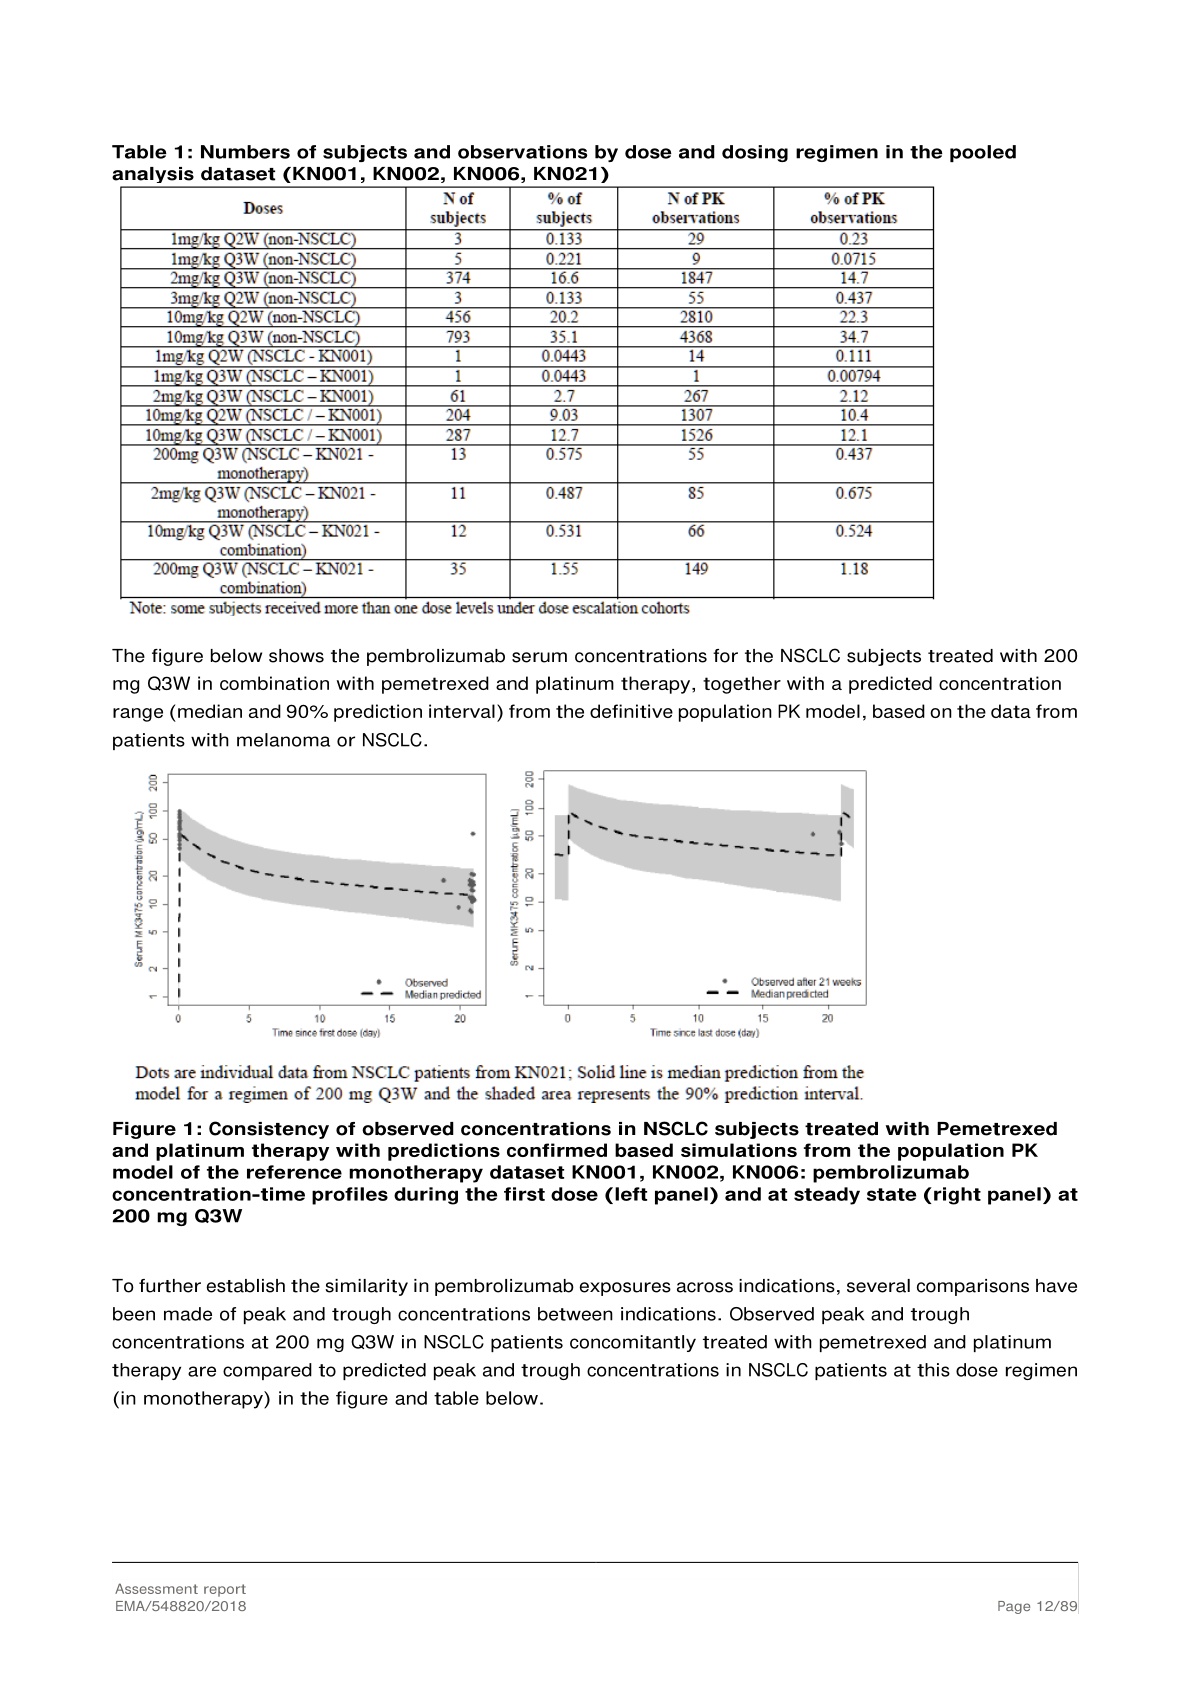 Table 1: Numbers of subjects and observations by dose and dosing regimen in the pooled
analysis dataset (KN001, KN002, KN006, KN021)
Doses N of subjects % of subjects N of PK observations % of PK observations
1mg/kg Q2W (non-NSCLC) 3 0.133 29 0.23
1mg/kg Q3W (non-NSCLC) 5 0.221 9 0.0715
2mg/kg Q3W (non-NSCLC) 374 16.6 1847 14.7
3mg/kg Q2W (non-NSCLC) 3 0.133 55 0.437
10mg/kg Q2W (non-NSCLC) 456 20.2 2810 22.3
10mg/kg Q3W (non-NSCLC) 793 35.1 4368 34.7
1mg/kg Q2W (NSCLC - KN001) 1 0.0443 14 0.111
1mg/kg Q3W (NSCLC – KN001) 1 0.0443 1 0.00794
2mg/kg Q3W (NSCLC – KN001) 61 2.7 267 2.12
10mg/kg Q2W (NSCLC / – KN001) 204 9.03 1307 10.4
10mg/kg Q3W (NSCLC / – KN001) 287 12.7 1526 12.1
200mg Q3W (NSCLC – KN021 - 13 0.575 55 0.437
monotherapy)
2mg/kg Q3W (NSCLC – KN021 - 11 0.487 85 0.675
monotherapy)
10mg/kg Q3W (NSCLC – KN021 - 12 0.531 66 0.524
combination)
200mg Q3W (NSCLC – KN021 - 35 1.55 149 1.18
combination)
Note: some subjects received more than one dose levels under dose escalation cohorts
The figure below shows the pembrolizumab serum concentrations for the NSCLC subjects treated with 200
mg Q3W in combination with pemetrexed and platinum therapy, together with a predicted concentration
range (median and 90% prediction interval) from the definitive population PK model, based on the data from
patients with melanoma or NSCLC.
Serum MK3475 concentration (µg/mL)
200
100
50
20
10
5
2
1
Observed
Median predicted
0 5 10 15 20
Time since first dose (day)
Serum MK3475 concentration (µg/mL)
200
100
50
20
10
5
2
1
Observed after 21 weeks
Median predicted
0 5 10 15 20
Time since last dose (day)
Dots are individual data from NSCLC patients from KN021; Solid line is median prediction from the
model for a regimen of 200 mg Q3W and the shaded area represents the 90% prediction interval.
Figure 1: Consistency of observed concentrations in NSCLC subjects treated with Pemetrexed
and platinum therapy with predictions confirmed based simulations from the population PK
model of the reference monotherapy dataset KN001, KN002, KN006: pembrolizumab
concentration-time profiles during the first dose (left panel) and at steady state (right panel) at
200 mg Q3W
To further establish the similarity in pembrolizumab exposures across indications, several comparisons have
been made of peak and trough concentrations between indications. Observed peak and trough
concentrations at 200 mg Q3W in NSCLC patients concomitantly treated with pemetrexed and platinum
therapy are compared to predicted peak and trough concentrations in NSCLC patients at this dose regimen
(in monotherapy) in the figure and table below.
Assessment report
EMA/548820/2018
Page 12/89